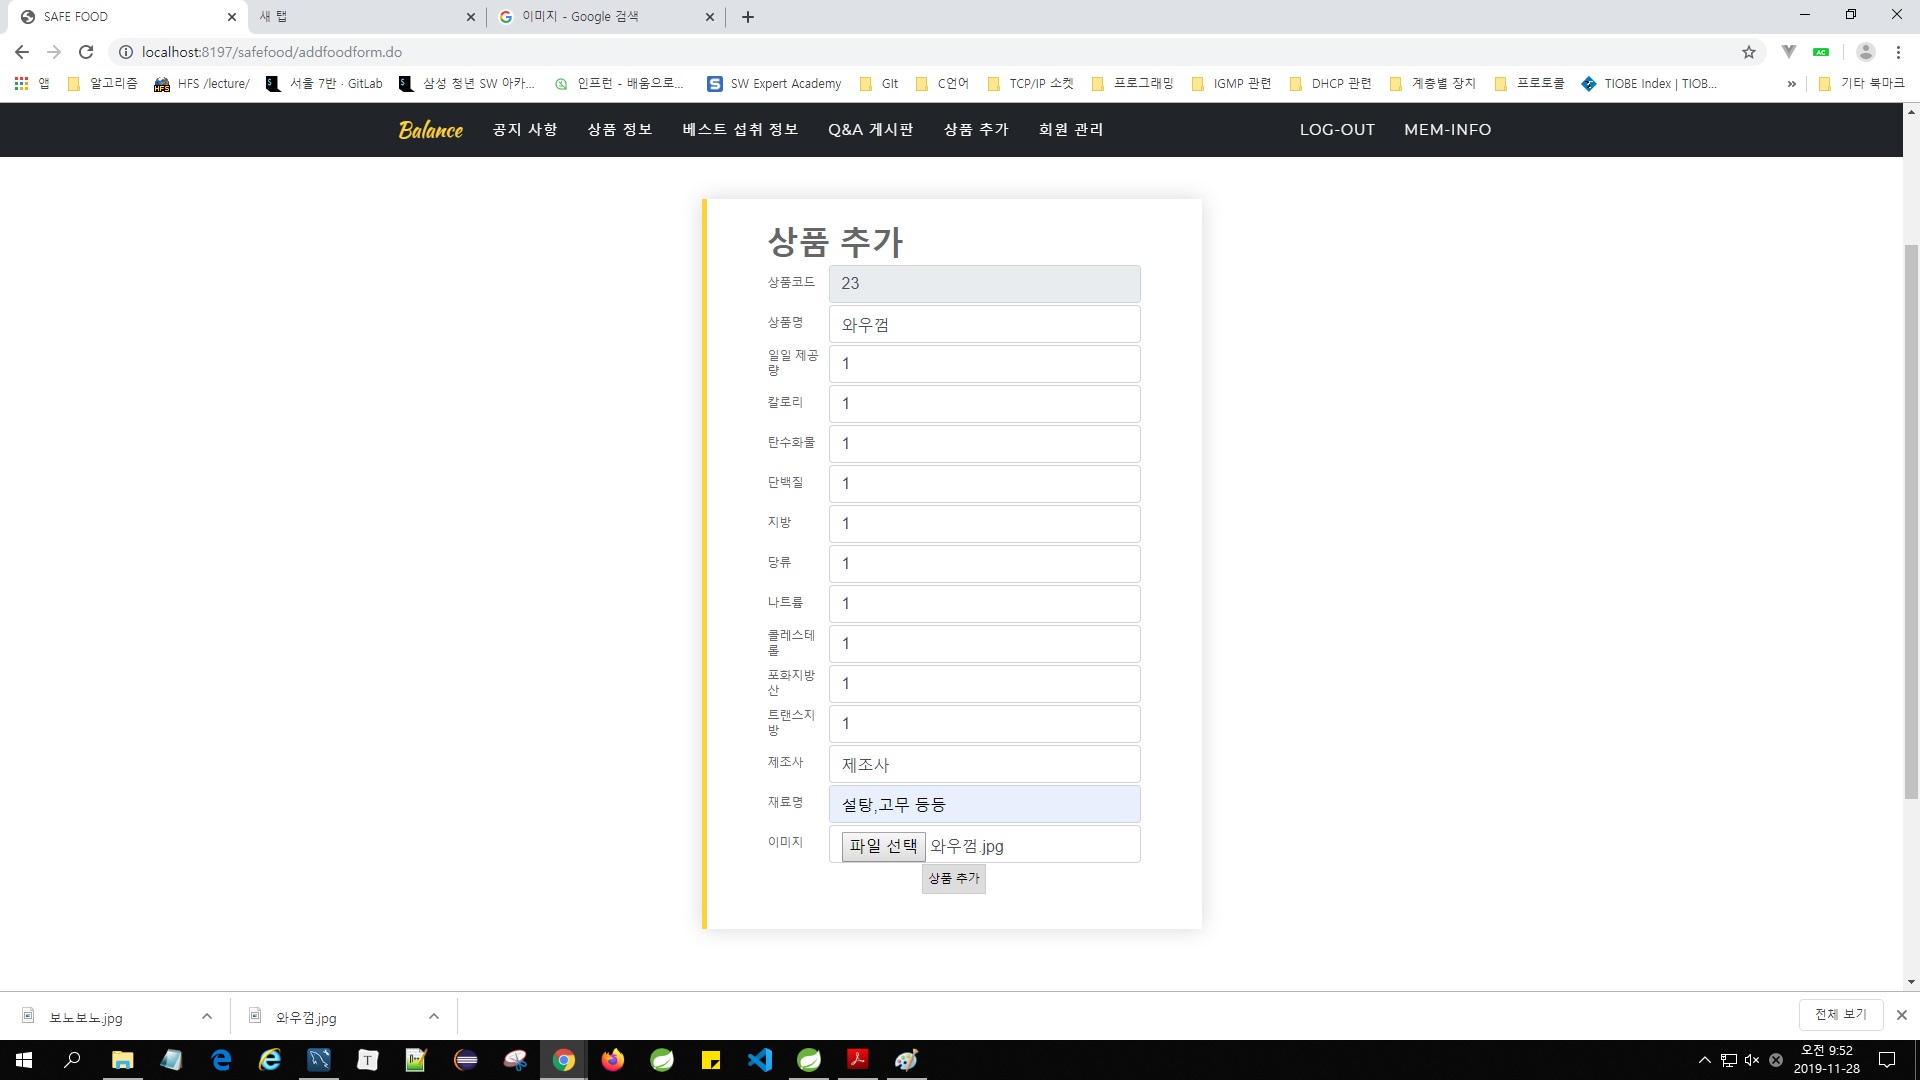 SAFE FOOD
새 탭
이미지 - Google 검색
localhost:8197/safefood/addfoodform.do
앱
알고리즘
HFS /lecture/
서울 7반 · GitLab
삼성 청년 SW 아카...
인프런 - 배움으로...
SW Expert Academy
GIt
C언어
TCP/IP 소켓
프로그래밍
IGMP 관련
DHCP 관련
계층별 장치
프로토콜
TIOBE Index | TIOB...
»
기타 북마크
Balance
공지 사항
상품 정보
베스트 섭취 정보
Q&A 게시판
상품 추가
회원 관리
LOG-OUT
MEM-INFO
상품 추가
상품코드
23
상품명
와우껌
일일 제공
량
1
칼로리
1
탄수화물
1
단백질
1
지방
1
당류
1
나트륨
1
콜레스테
롤
1
포화지방
산
1
트랜스지
방
1
제조사
제조사
재료명
설탕,고무 등등
이미지
파일 선택 와우껌.jpg
상품 추가
보노보노.jpg
와우껌.jpg
전체 보기
오전 9:52
2019-11-28